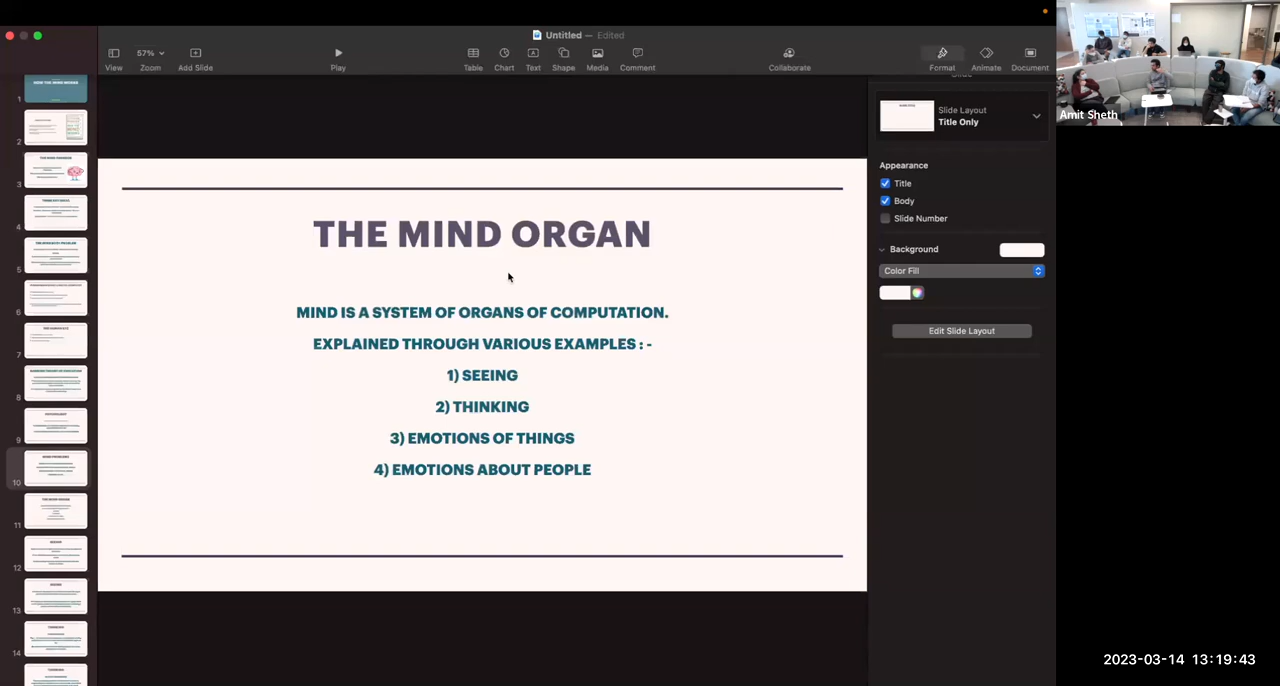 Untitled — Edited
57%
View
Zoom
Add Slide
Play
Table
Chart
Text
Shape
Media
Comment
Collaborate
Format
Animate
Document
Amit Sheth
1
HOW THE MIND WORKS
2
3
4
5
6
7
8
9
10
11
12
13
14
THE MIND ORGAN
MIND IS A SYSTEM OF ORGANS OF COMPUTATION.
EXPLAINED THROUGH VARIOUS EXAMPLES : -
1) SEEING
2) THINKING
3) EMOTIONS OF THINGS
4) EMOTIONS ABOUT PEOPLE
Slide Layout
Title Only
Appearance
Title
Body
Slide Number
Background
Color Fill
Edit Slide Layout
2023-03-14 13:19:43